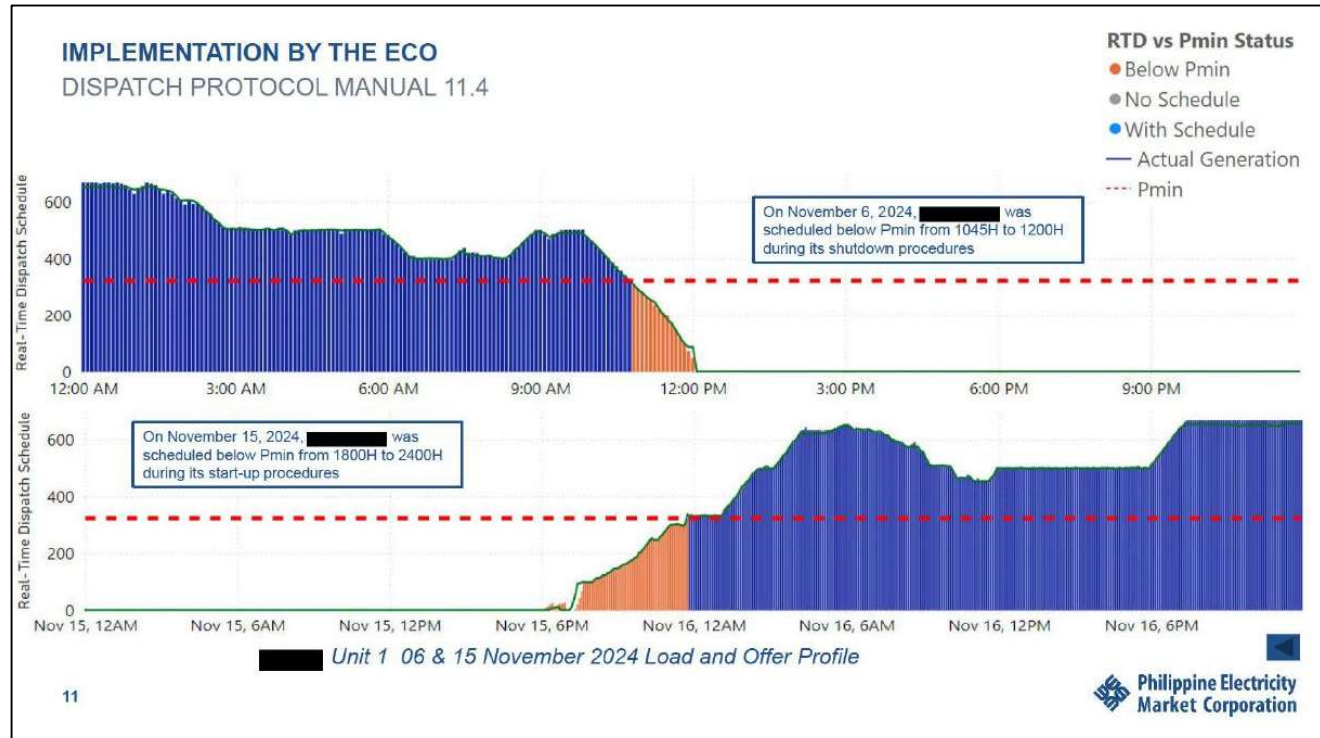 IMPLEMENTATION BY THE ECO
DISPATCH PROTOCOL MANUAL 11.4
RTD vs Pmin Status
Below Pmin
No Schedule
With Schedule
Actual Generation
Pmin
Real-Time Dispatch Schedule
600
400
200
0
On November 6, 2024, was
scheduled below Pmin from 1045H to 1200H
during its shutdown procedures
12:00 AM 3:00 AM 6:00 AM 9:00 AM 12:00 PM 3:00 PM 6:00 PM 9:00 PM
Real-Time Dispatch Schedule
600
400
200
0
On November 15, 2024, was
scheduled below Pmin from 1800H to 2400H
during its start-up procedures
Nov 15, 12AM Nov 15, 6AM Nov 15, 12PM Nov 15, 6PM Nov 16, 12AM Nov 16, 6AM Nov 16, 12PM Nov 16, 6PM
Unit 1 06 & 15 November 2024 Load and Offer Profile
11
Philippine Electricity
Market Corporation